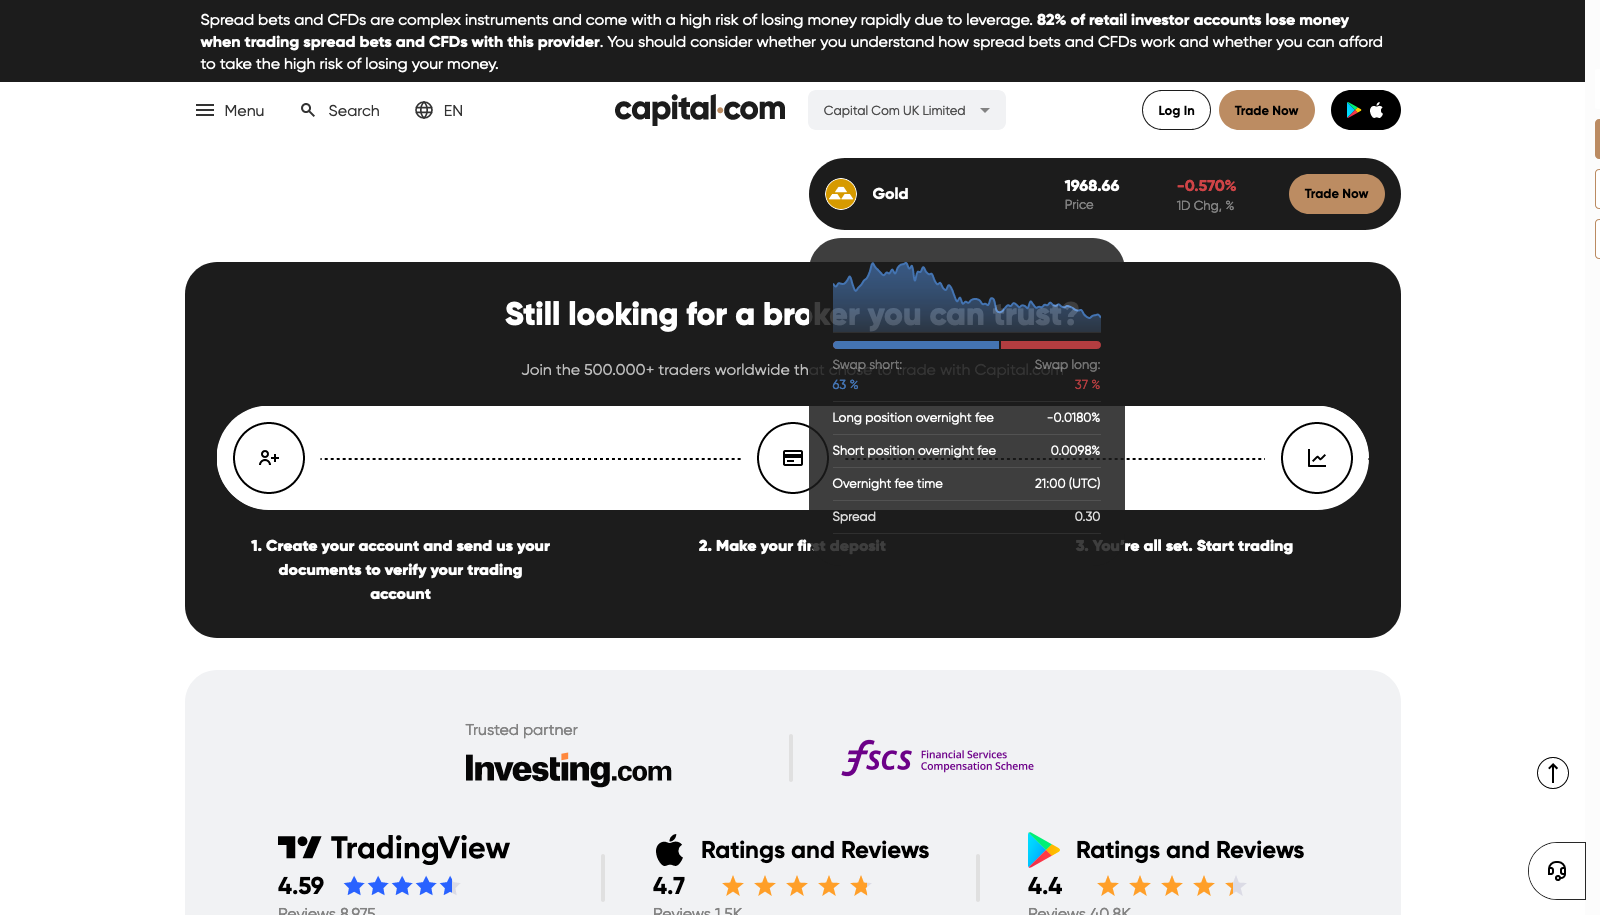 Spread bets and CFDs are complex instruments and come with a high risk of losing money rapidly due to leverage. 82% of retail investor accounts lose money
when trading spread bets and CFDs with this provider. You should consider whether you understand how spread bets and CFDs work and whether you can afford
to take the high risk of losing your money.
Menu
Search
EN
capital.com
Capital Com UK Limited
Log In
Trade Now
Gold
1968.66
Price
-0.570%
1D Chg, %
Trade Now
Still looking for a broker you can trust?
Join the 500.000+ traders worldwide that chose to trade with Capital.com
Swap short:
Swap long:
63 %
37 %
Long position overnight fee
-0.0180%
Short position overnight fee
0.0098%
Overnight fee time
21:00 (UTC)
Spread
0.30
1. Create your account and send us your
documents to verify your trading
account
2. Make your first deposit
3. You're all set. Start trading
Trusted partner
Investing.com
fscs
Financial Services
Compensation Scheme
TradingView
4.59
Reviews 8,975
Ratings and Reviews
4.7
Reviews 1.5K
Ratings and Reviews
4.4
Reviews 40.8K